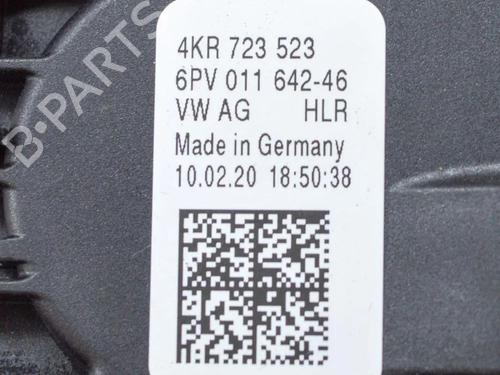 4KR 723 523
6PV 011 642-46
VW AG HLR
Made in Germany
10.02.20 18:50:38
B-PARTS